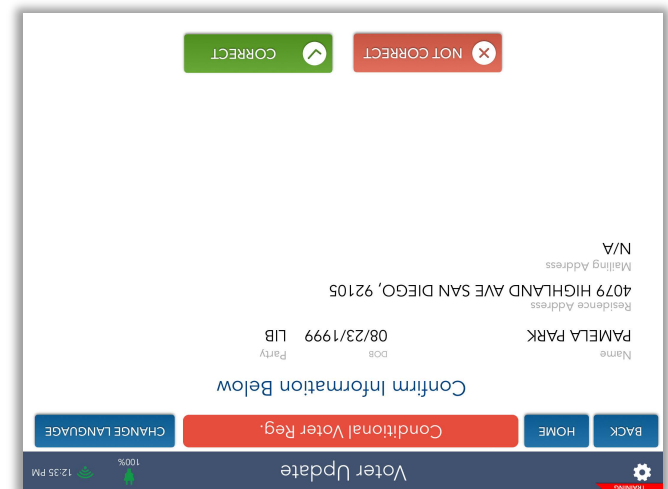 TRAINING
Voter Update
100%
12:35 PM
BACK
HOME
Conditional Voter Reg.
CHANGE LANGUAGE
Confirm Information Below
Name
DOB
Party
PAMELA PARK
08/23/1999
LIB
Residence Address
4079 HIGHLAND AVE SAN DIEGO, 92105
Mailing Address
N/A
NOT CORRECT
CORRECT